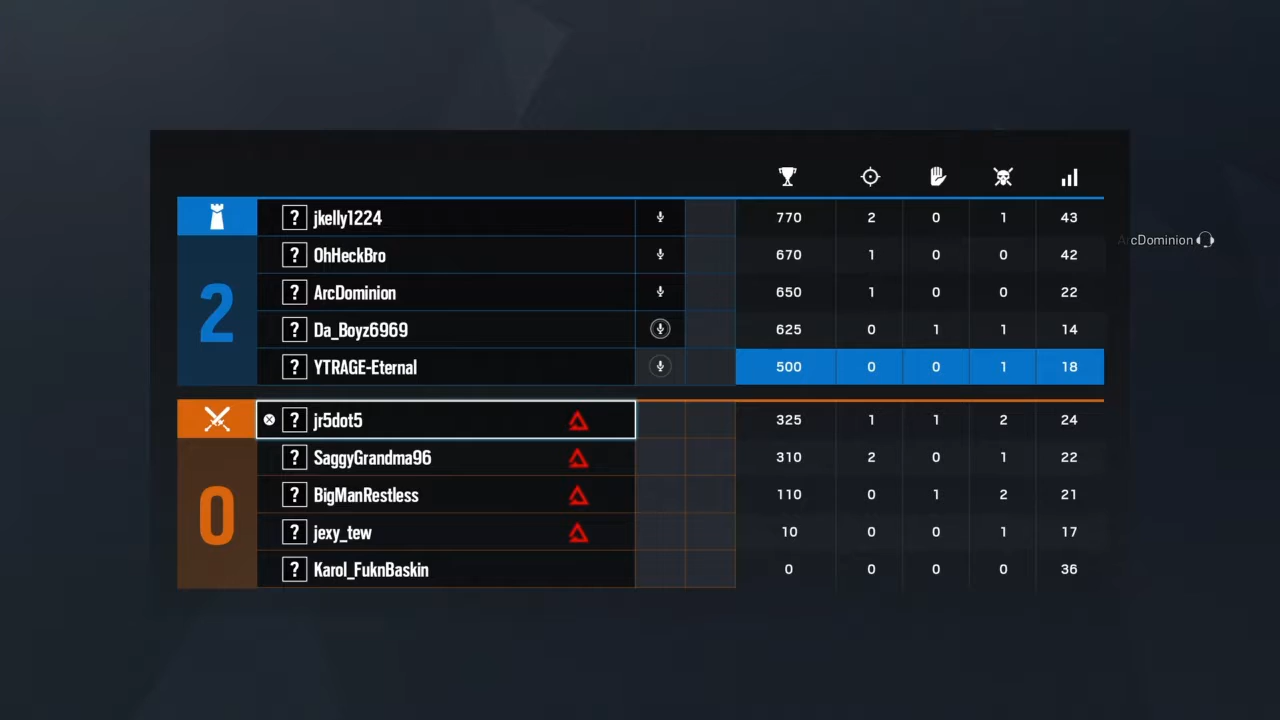 ? jkelly1224 770 2 0 1 43
? OhHeckBro 670 1 0 0 42
cDominion
? ArcDominion 650 1 0 0 22
2
? Da_Boyz6969 625 0 1 1 14
? YTRAGE-Eternal 500 0 0 1 18
? jr5dot5 325 1 1 2 24
? SaggyGrandma96 310 2 0 1 22
? BigManRestless 110 0 1 2 21
0
? jexy_tew 10 0 0 1 17
? Karol_FuknBaskin 0 0 0 0 36